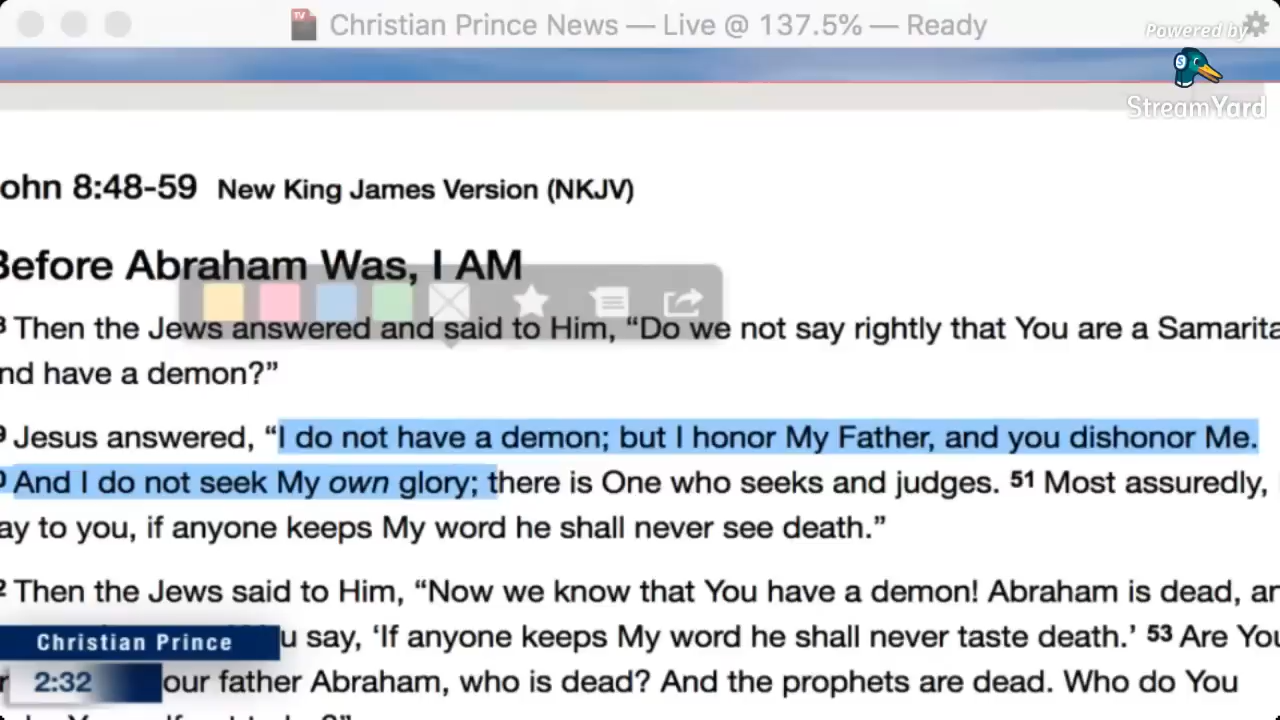 Christian Prince News — Live @ 137.5% — Ready
Powered by
StreamYard
ohn 8:48-59 New King James Version (NKJV)
Before Abraham Was, I AM
Then the Jews answered and said to Him, “Do we not say rightly that You are a Samarita
nd have a demon?”
Jesus answered, “I do not have a demon; but I honor My Father, and you dishonor Me.
And I do not seek My own glory; there is One who seeks and judges. 51 Most assuredly, I
ay to you, if anyone keeps My word he shall never see death.”
Then the Jews said to Him, “Now we know that You have a demon! Abraham is dead, an
u say, ‘If anyone keeps My word he shall never taste death.’ 53 Are You
our father Abraham, who is dead? And the prophets are dead. Who do You
Christian Prince
2:32